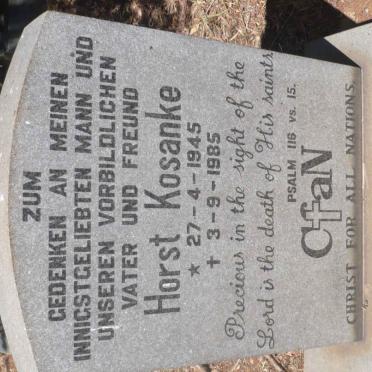 ZUM
GEDENKEN AN MEINEN
INNIGSTGELIEBTEN MANN UND
UNSEREN VORBILDLICHEN
VATER UND FREUND
Horst Kosanke
* 27-4-1945
+ 3-9-1985
Precious in the sight of the
Lord is the death of His saints
PSALM 116 vs. 15.
CfaN
CHRIST FOR ALL NATIONS